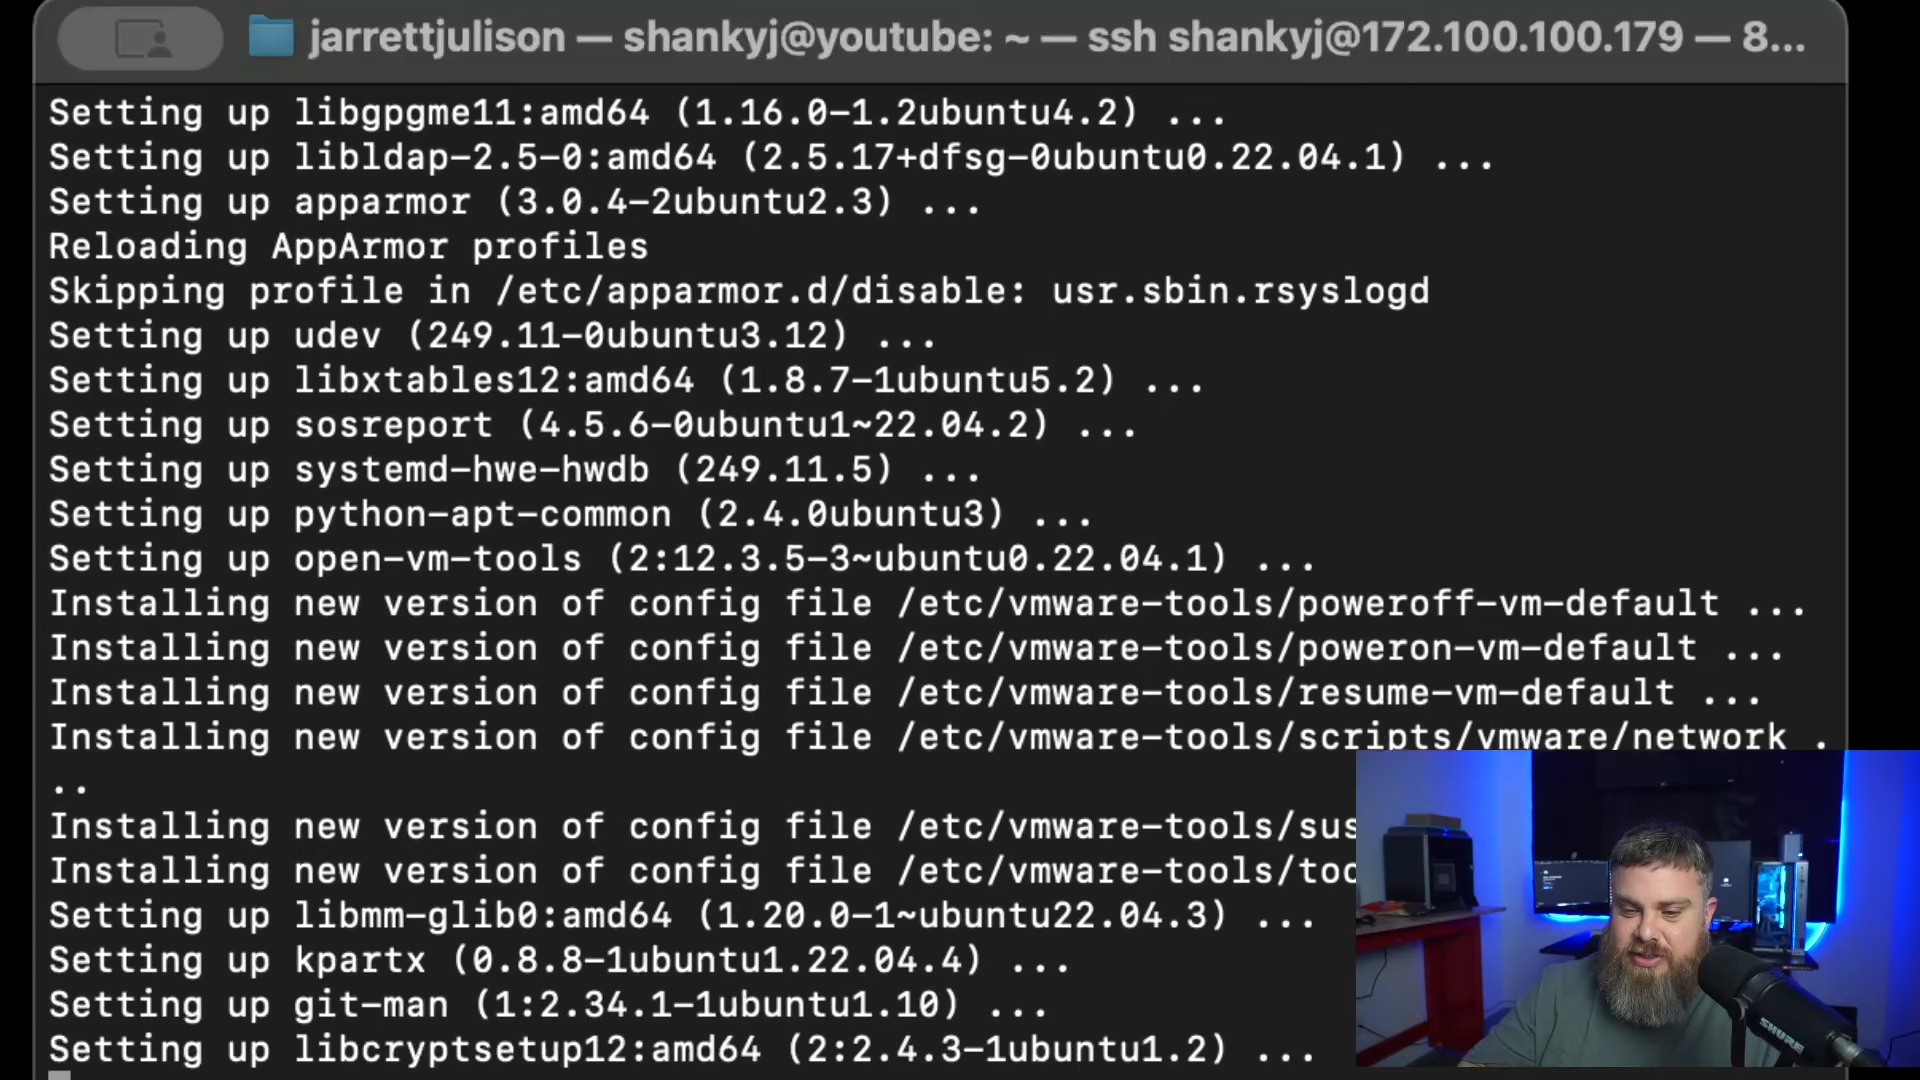 jarrettjulison — shankyj@youtube: ~ — ssh shankyj@172.100.100.179 — 8...
Setting up libgpgme11:amd64 (1.16.0-1.2ubuntu4.2) ...
Setting up libldap-2.5-0:amd64 (2.5.17+dfsg-0ubuntu0.22.04.1) ...
Setting up apparmor (3.0.4-2ubuntu2.3) ...
Reloading AppArmor profiles
Skipping profile in /etc/apparmor.d/disable: usr.sbin.rsyslogd
Setting up udev (249.11-0ubuntu3.12) ...
Setting up libxtables12:amd64 (1.8.7-1ubuntu5.2) ...
Setting up sosreport (4.5.6-0ubuntu1~22.04.2) ...
Setting up systemd-hwe-hwdb (249.11.5) ...
Setting up python-apt-common (2.4.0ubuntu3) ...
Setting up open-vm-tools (2:12.3.5-3~ubuntu0.22.04.1) ...
Installing new version of config file /etc/vmware-tools/poweroff-vm-default ...
Installing new version of config file /etc/vmware-tools/poweron-vm-default ...
Installing new version of config file /etc/vmware-tools/resume-vm-default ...
Installing new version of config file /etc/vmware-tools/scripts/vmware/network .
..
Installing new version of config file /etc/vmware-tools/sus
Installing new version of config file /etc/vmware-tools/too
Setting up libmm-glib0:amd64 (1.20.0-1~ubuntu22.04.3) ...
Setting up kpartx (0.8.8-1ubuntu1.22.04.4) ...
Setting up git-man (1:2.34.1-1ubuntu1.10) ...
Setting up libcryptsetup12:amd64 (2:2.4.3-1ubuntu1.2) ...
SHURE